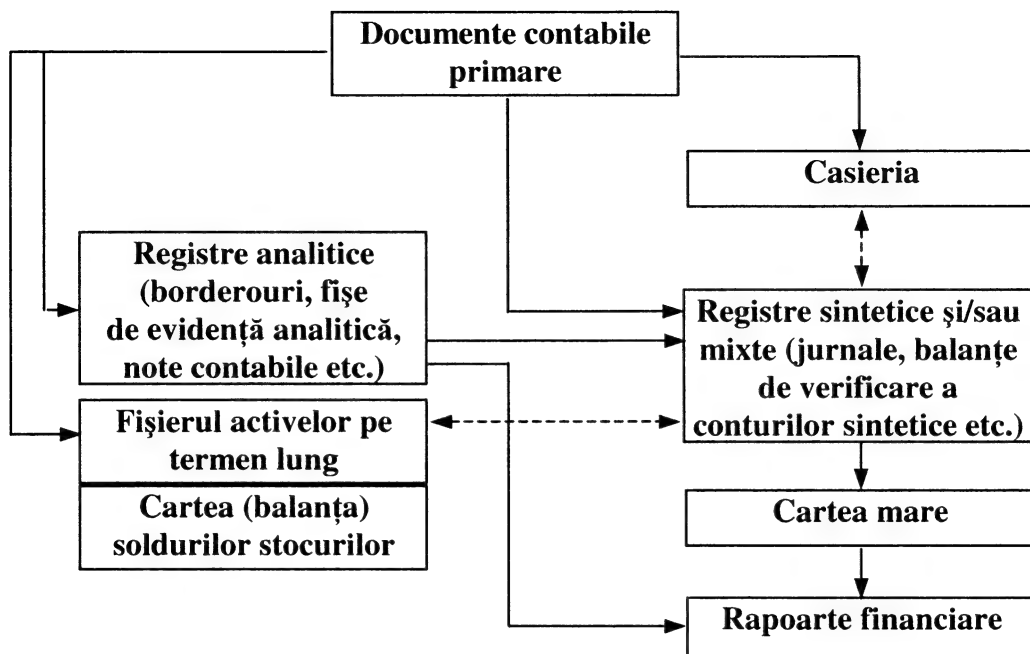 Documente contabile
primare
Casieria
Registre analitice
(borderouri, fişe
de evidenţă analitică,
note contabile etc.)
Registre sintetice şi/sau
mixte (jurnale, balanţe
de verificare a
conturilor sintetice etc.)
Fişierul activelor pe
termen lung
Cartea (balanţa)
soldurilor stocurilor
Cartea mare
Rapoarte financiare